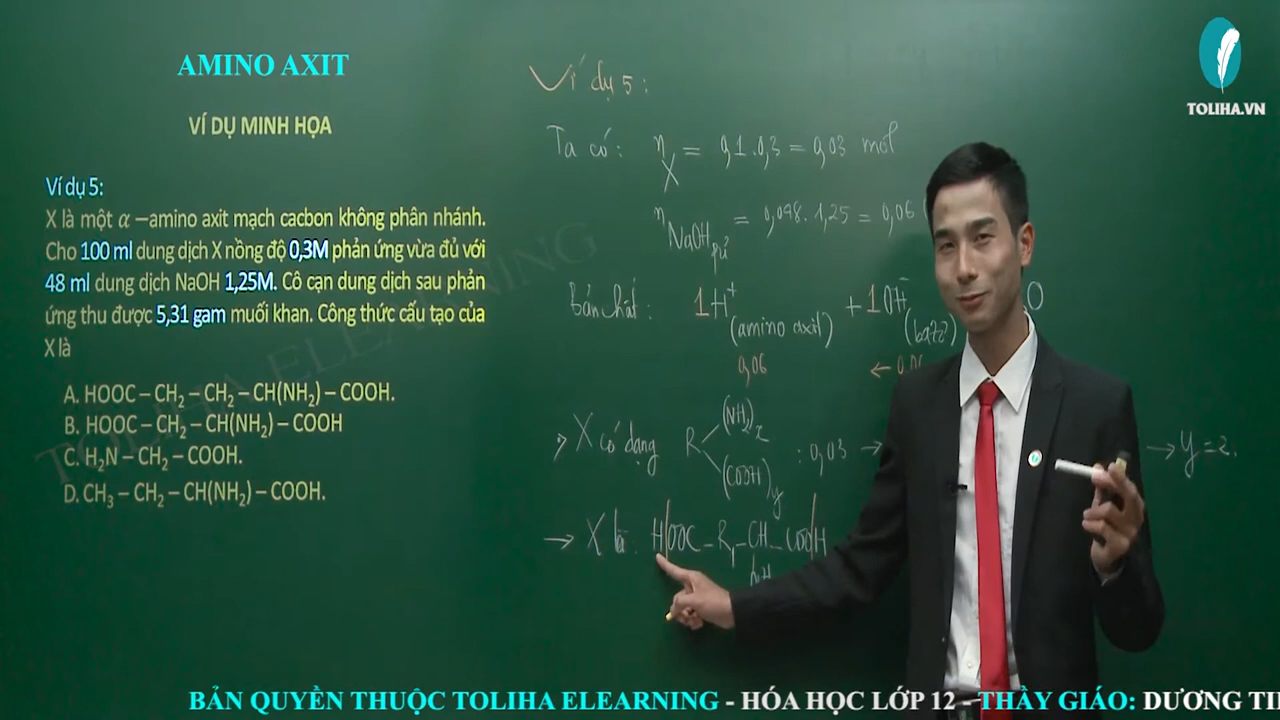 AMINO AXIT
VÍ DỤ MINH HỌA
Ví dụ 5:
X là một α –amino axit mạch cacbon không phân nhánh.
Cho 100 ml dung dịch X nồng độ 0,3M phản ứng vừa đủ với
48 ml dung dịch NaOH 1,25M. Cô cạn dung dịch sau phản
ứng thu được 5,31 gam muối khan. Công thức cấu tạo của
X là
A. HOOC – CH₂ – CH₂ – CH(NH₂) – COOH.
B. HOOC – CH₂ – CH(NH₂) – COOH
C. H₂N – CH₂ – COOH.
D. CH₃ – CH₂ – CH(NH₂) – COOH.
TOLIHA ELEARNING
Ví dụ 5:
Ta có: n X = 0,1.0,3 = 0,03 mol
n NaOH pứ = 0,048.1,25 = 0,06
Bản chất: 1H⁺ + 1OH⁻ O
(amino axit) (bazơ)
0,06 ←
X có dạng R (NH₂)x (COOH)y : 0,03 → → y = 2.
→ X là: HOOC – R₁ – CH – COOH
TOLIHA.VN
BẢN QUYỀN THUỘC TOLIHA ELEARNING - HÓA HỌC LỚP 12 - THẦY GIÁO: DƯƠNG